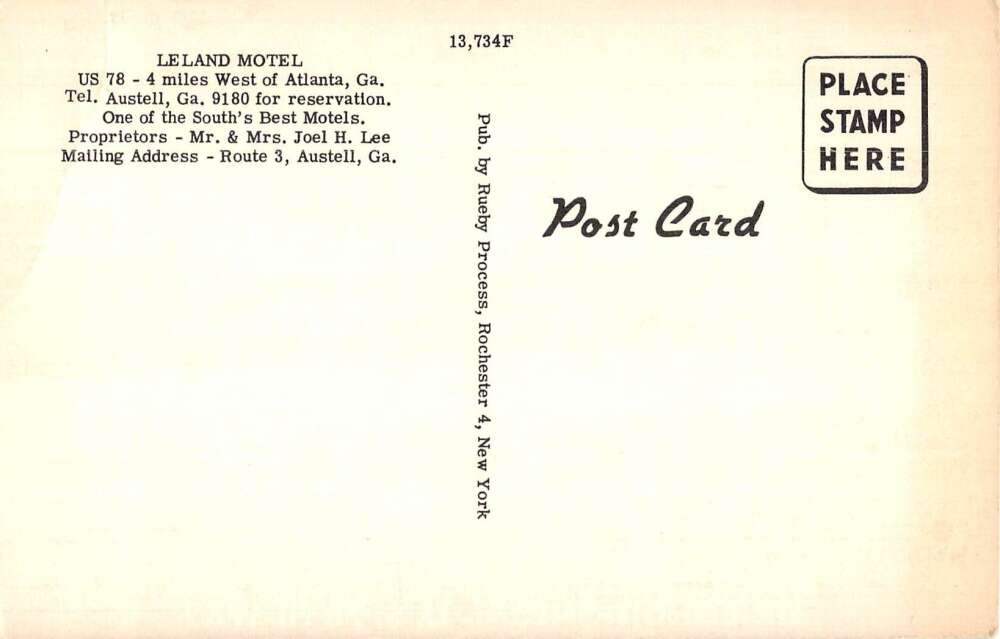 13,734F
LELAND MOTEL
US 78 - 4 miles West of Atlanta, Ga.
Tel. Austell, Ga. 9180 for reservation.
One of the South's Best Motels.
Proprietors - Mr. & Mrs. Joel H. Lee
Mailing Address - Route 3, Austell, Ga.
Pub. by Rueby Process, Rochester 4, New York
Post Card
PLACE
STAMP
HERE